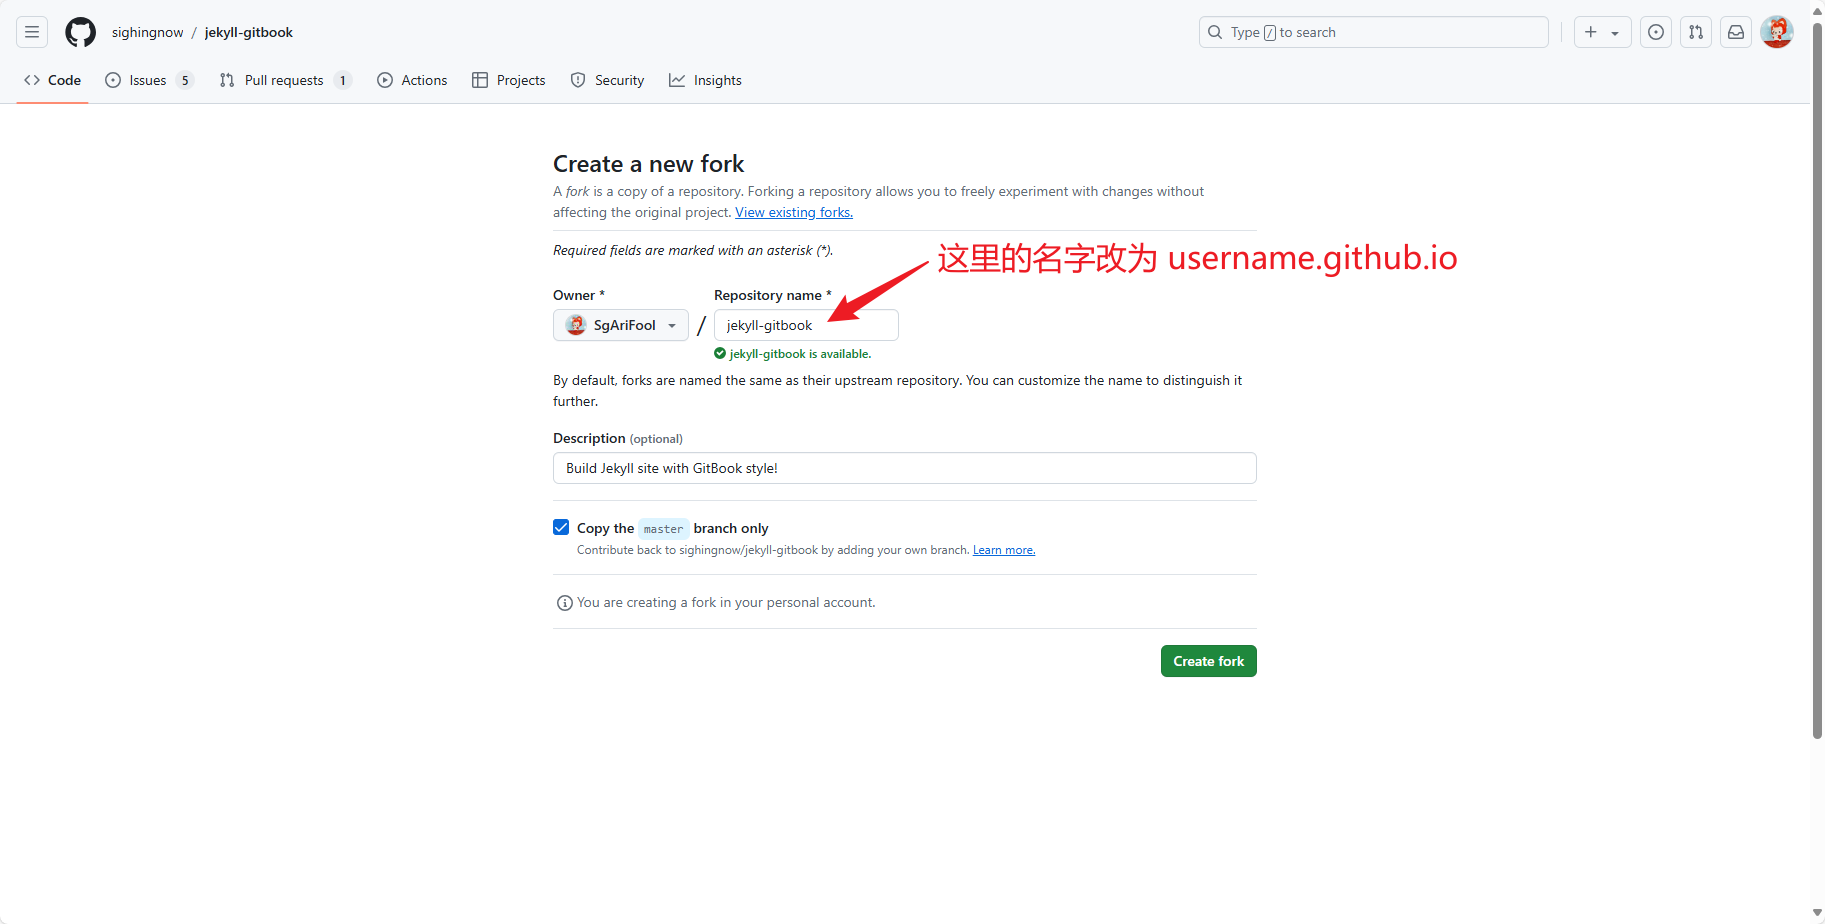 sighingnow / jekyll-gitbook
Type / to search
Code Issues 5 Pull requests 1 Actions Projects Security Insights
Create a new fork
A fork is a copy of a repository. Forking a repository allows you to freely experiment with changes without
affecting the original project. View existing forks.
Required fields are marked with an asterisk (*).
这里的名字改为 username.github.io
Owner * Repository name *
SgAriFool / jekyll-gitbook
jekyll-gitbook is available.
By default, forks are named the same as their upstream repository. You can customize the name to distinguish it
further.
Description (optional)
Build Jekyll site with GitBook style!
Copy the master branch only
Contribute back to sighingnow/jekyll-gitbook by adding your own branch. Learn more.
You are creating a fork in your personal account.
Create fork